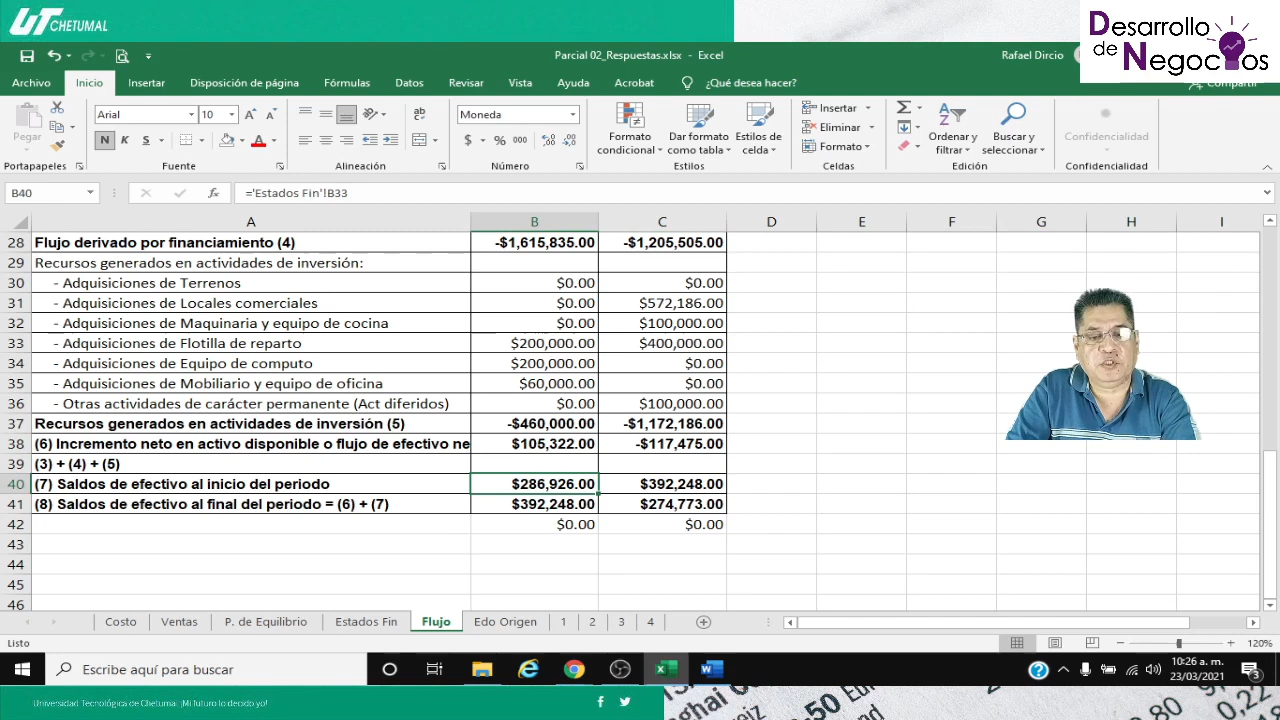 UT CHETUMAL
Desarrollo
de Negocios
Parcial 02_Respuestas.xlsx - Excel
Rafael Dircio
Archivo Inicio Insertar Disposición de página Fórmulas Datos Revisar Vista Ayuda Acrobat ¿Qué desea hacer? Compartir
Pegar
Arial 10
Moneda
N K S
$ % 000
Formato condicional
Dar formato como tabla
Estilos de celda
Insertar
Eliminar
Formato
Ordenar y filtrar
Buscar y seleccionar
Confidencialidad
Portapapeles Fuente Alineación Número Estilos Celdas Edición Confidencialidad
B40 fx ='Estados Fin'!B33
A B C D E F G H I
28 Flujo derivado por financiamiento (4) -$1,615,835.00 -$1,205,505.00
29 Recursos generados en actividades de inversión:
30 - Adquisiciones de Terrenos $0.00 $0.00
31 - Adquisiciones de Locales comerciales $0.00 $572,186.00
32 - Adquisiciones de Maquinaria y equipo de cocina $0.00 $100,000.00
33 - Adquisiciones de Flotilla de reparto $200,000.00 $400,000.00
34 - Adquisiciones de Equipo de computo $200,000.00 $0.00
35 - Adquisiciones de Mobiliario y equipo de oficina $60,000.00 $0.00
36 - Otras actividades de carácter permanente (Act diferidos) $0.00 $100,000.00
37 Recursos generados en actividades de inversión (5) -$460,000.00 -$1,172,186.00
38 (6) Incremento neto en activo disponible o flujo de efectivo ne $105,322.00 -$117,475.00
39 (3) + (4) + (5)
40 (7) Saldos de efectivo al inicio del periodo $286,926.00 $392,248.00
41 (8) Saldos de efectivo al final del periodo = (6) + (7) $392,248.00 $274,773.00
42 $0.00 $0.00
43
44
45
46
Costo Ventas P. de Equilibrio Estados Fin Flujo Edo Origen 1 2 3 4
Listo 120%
Escribe aquí para buscar
10:26 a. m.
23/03/2021
3
Universidad Tecnológica de Chetumal. ¡Mi futuro lo decido yo!